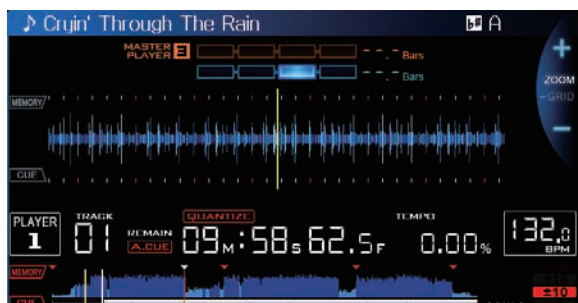 ♪ Cryin' Through The Rain b# A
MASTER PLAYER 3 --.- Bars
--.- Bars
ZOOM
-GRID
MEMORY
CUE
PLAYER 1
TRACK 01
REMAIN A.CUE
QUANTIZE
09M:58S62.5F
TEMPO 0.00%
132.0 BPM
MEMORY
CUE
±10